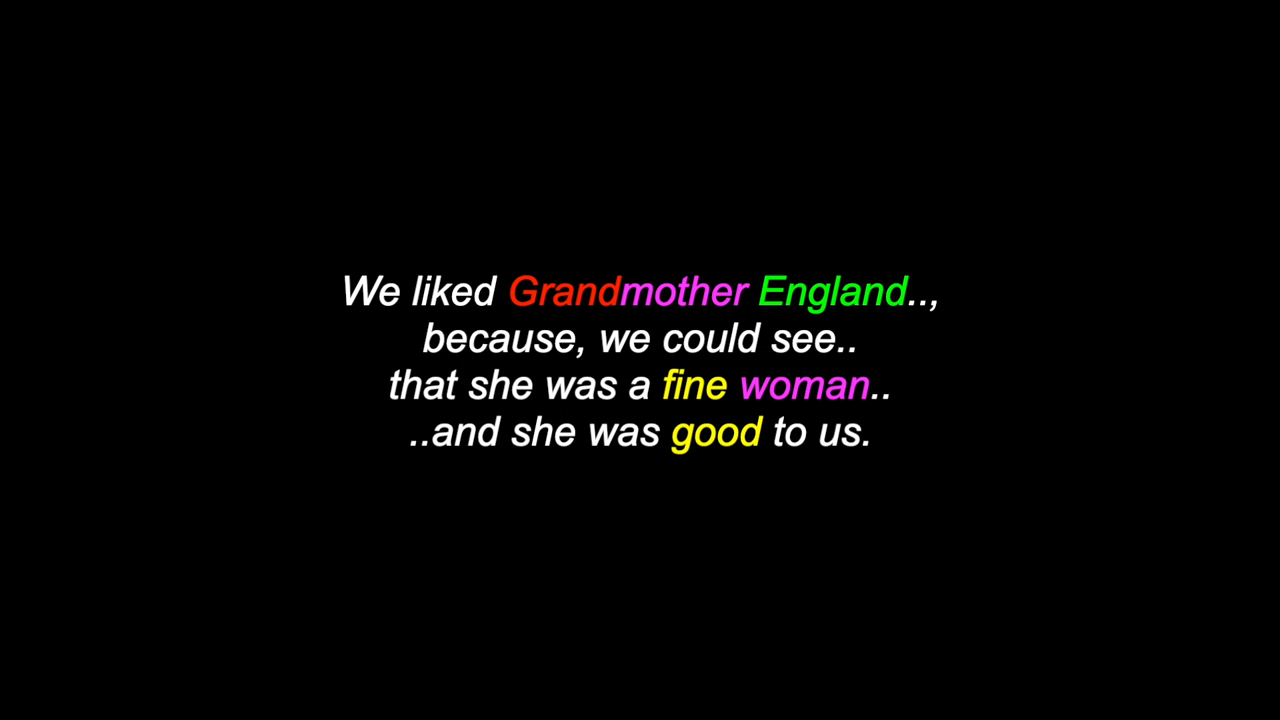 We liked Grandmother England..,
because, we could see..
that she was a fine woman..
..and she was good to us.